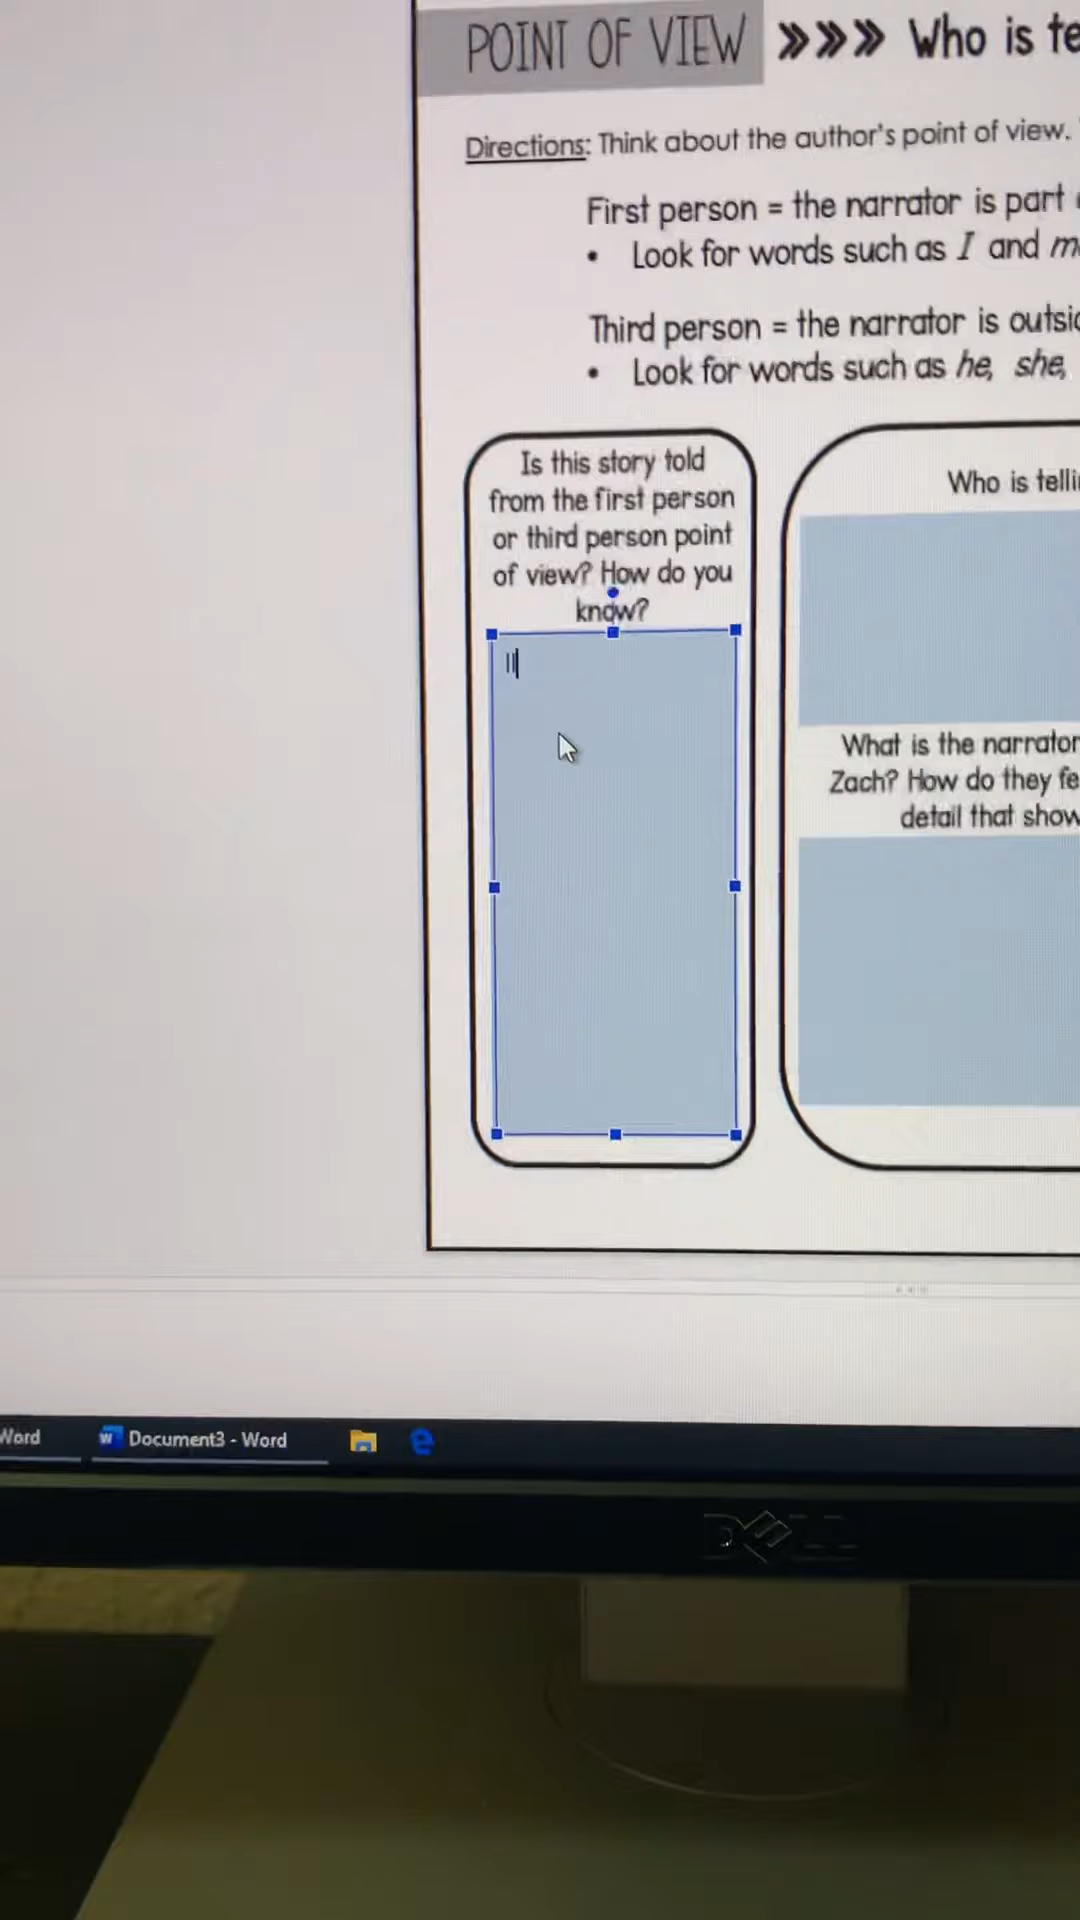 POINT OF VIEW >>> Who is te
Directions: Think about the author's point of view.
First person = the narrator is part
• Look for words such as I and m
Third person = the narrator is outsi
• Look for words such as he, she,
Is this story told
from the first person
or third person point
of view? How do you
know?
Who is telli
What is the narrator
Zach? How do they fe
detail that show
Word
Document3 - Word
DELL